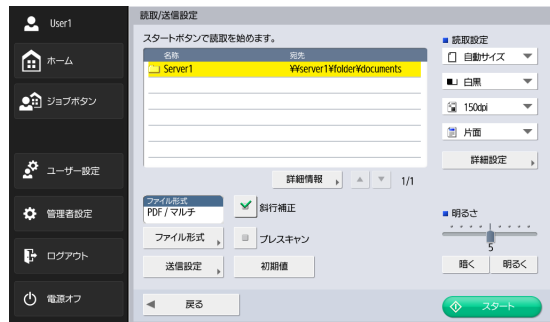 User1
ホーム
ジョブボタン
ユーザー設定
管理者設定
ログアウト
電源オフ
読取/送信設定
スタートボタンで読取を始めます。
名称 宛先
Server1 ¥¥server1¥folder¥documents
詳細情報 1/1
ファイル形式
PDF / マルチ
斜行補正
ファイル形式
プレスキャン
送信設定
初期値
戻る
読取設定
自動サイズ
白黒
150dpi
片面
詳細設定
明るさ
5
暗く 明るく
スタート